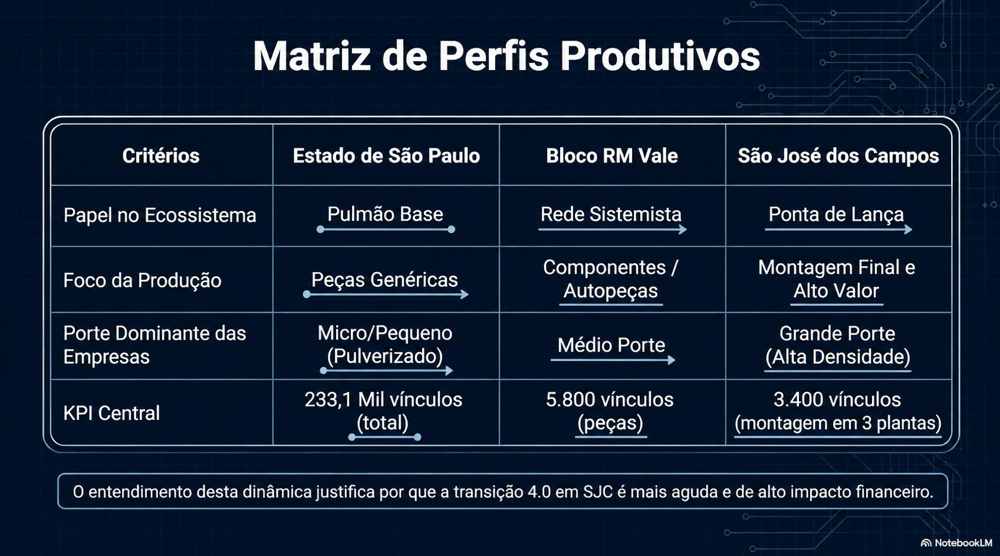 Matriz de Perfis Produtivos
Critérios
Estado de São Paulo
Bloco RM Vale
São José dos Campos
Papel no Ecossistema
Pulmão Base
Rede Sistemista
Ponta de Lança
Foco da Produção
Peças Genéricas
Componentes /
Autopeças
Montagem Final e
Alto Valor
Porte Dominante das
Empresas
Micro/Pequeno
(Pulverizado)
Médio Porte
Grande Porte
(Alta Densidade)
KPI Central
233,1 Mil vínculos
(total)
5.800 vínculos
(peças)
3.400 vínculos
(montagem em 3 plantas)
O entendimento desta dinâmica justifica por que a transição 4.0 em SJC é mais aguda e de alto impacto financeiro.
NotebookLM